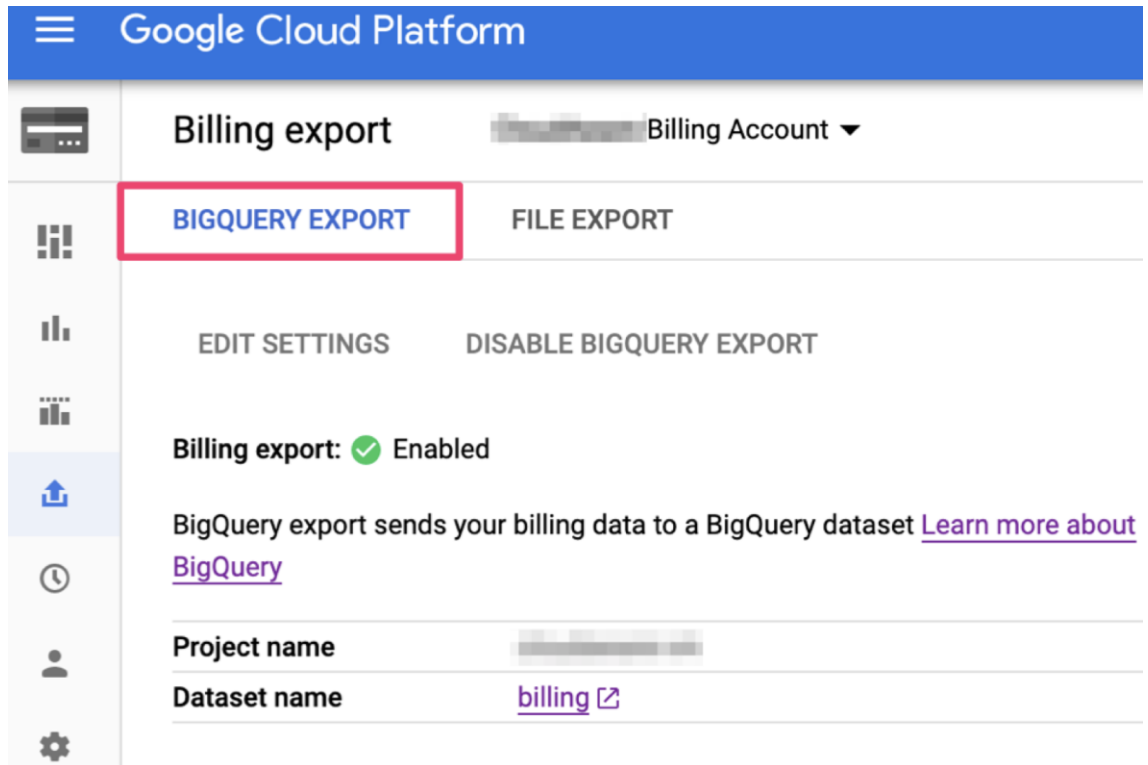 Google Cloud Platform
Billing export
Billing Account
BIGQUERY EXPORT
FILE EXPORT
EDIT SETTINGS
DISABLE BIGQUERY EXPORT
Billing export: Enabled
BigQuery export sends your billing data to a BigQuery dataset Learn more about
BigQuery
Project name
Dataset name billing